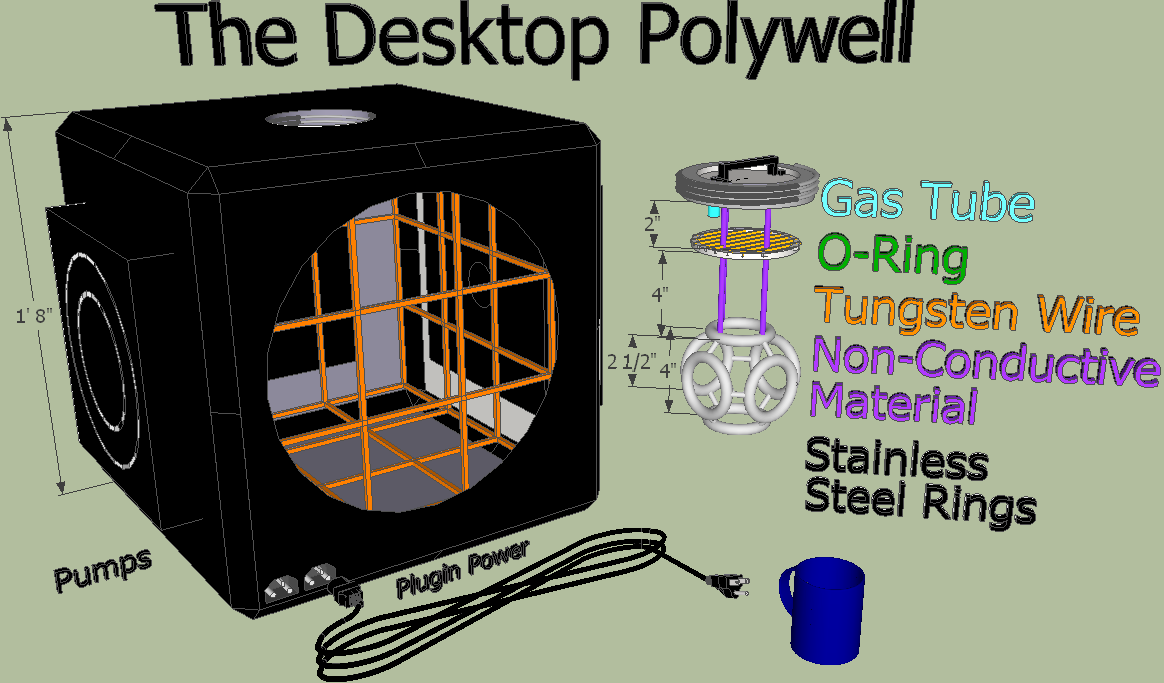 The Desktop Polywell
1' 8"
2"
4"
2 1/2"
4"
Gas Tube
O-Ring
Tungsten Wire
Non-Conductive
Material
Stainless
Steel Rings
Pumps
Plugin Power